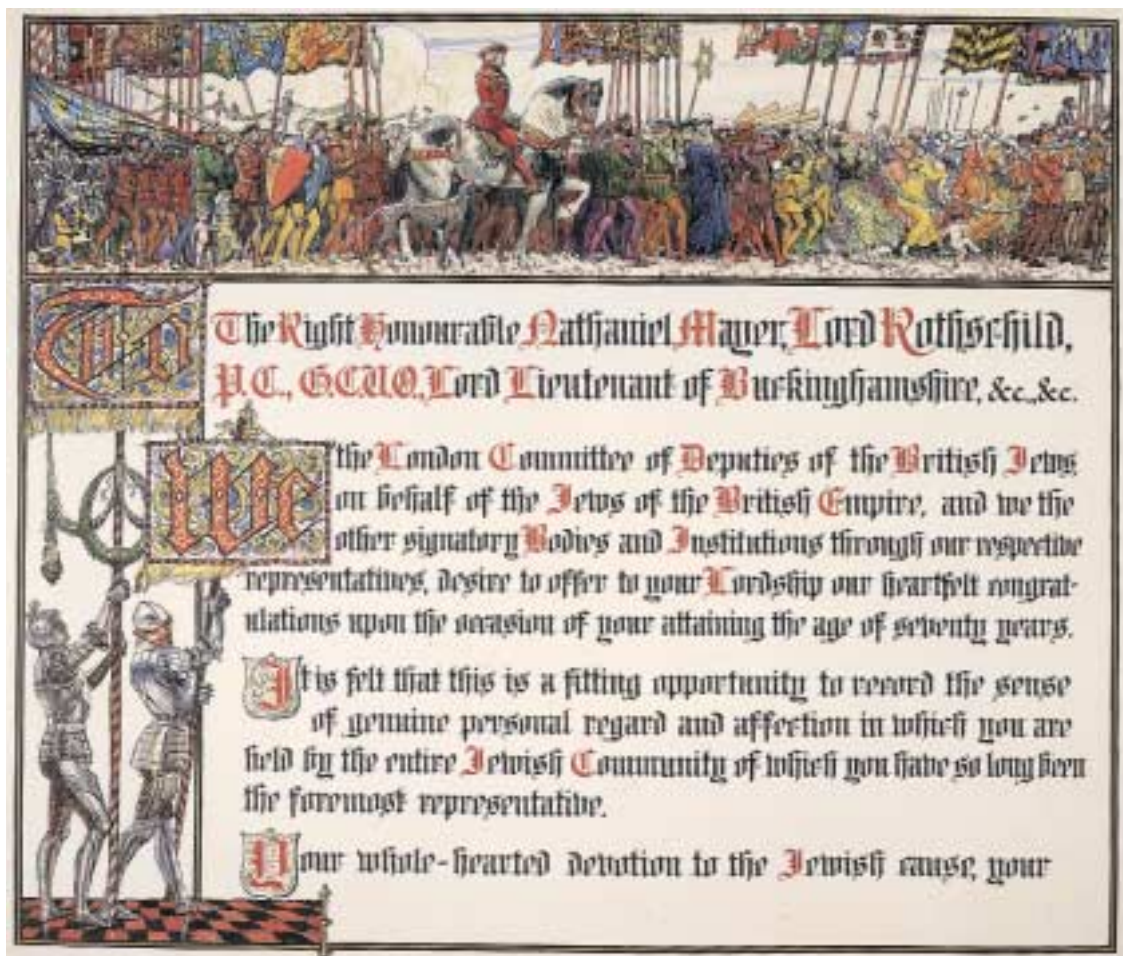 To The Right Honourable Nathaniel Mayer, Lord Rothschild,
P.C., G.C.V.O., Lord Lieutenant of Buckinghamshire, &c., &c.
We the London Committee of Deputies of the British Jews
on behalf of the Jews of the British Empire, and we the
other signatory Bodies and Institutions through our respective
representatives, desire to offer to your Lordship our heartfelt congrat-
ulations upon the occasion of your attaining the age of seventy years.
It is felt that this is a fitting opportunity to record the sense
of genuine personal regard and affection in which you are
held by the entire Jewish Community of which you have so long been
the foremost representative.
Your whole-hearted devotion to the Jewish cause, your